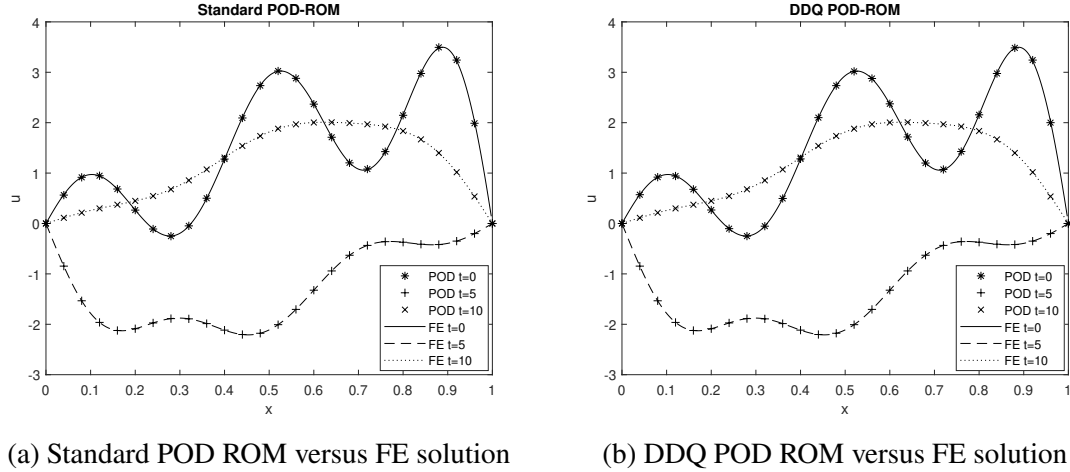 Standard POD-ROM
4
3
2
1
0
-1
-2
-3
u
0 0.1 0.2 0.3 0.4 0.5 0.6 0.7 0.8 0.9 1
x
POD t=0
POD t=5
POD t=10
FE t=0
FE t=5
FE t=10
(a) Standard POD ROM versus FE solution
DDQ POD-ROM
4
3
2
1
0
-1
-2
-3
u
0 0.1 0.2 0.3 0.4 0.5 0.6 0.7 0.8 0.9 1
x
POD t=0
POD t=5
POD t=10
FE t=0
FE t=5
FE t=10
(b) DDQ POD ROM versus FE solution